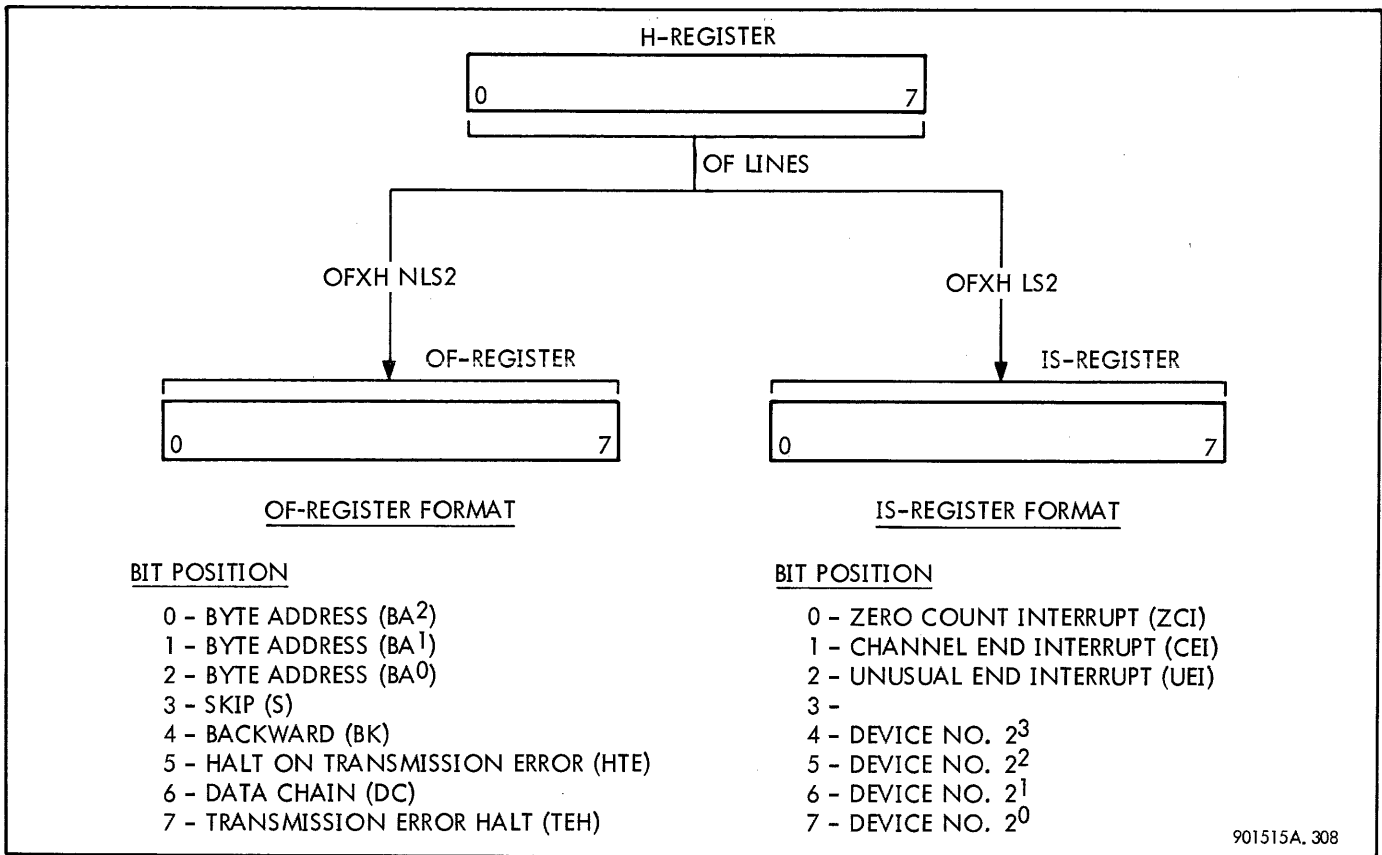 H-REGISTER
0 7
OF LINES
OFXH NLS2
OFXH LS2
OF-REGISTER
IS-REGISTER
0 7
0 7
OF-REGISTER FORMAT
BIT POSITION
0 - BYTE ADDRESS (BA²)
1 - BYTE ADDRESS (BA¹)
2 - BYTE ADDRESS (BA⁰)
3 - SKIP (S)
4 - BACKWARD (BK)
5 - HALT ON TRANSMISSION ERROR (HTE)
6 - DATA CHAIN (DC)
7 - TRANSMISSION ERROR HALT (TEH)
IS-REGISTER FORMAT
BIT POSITION
0 - ZERO COUNT INTERRUPT (ZCI)
1 - CHANNEL END INTERRUPT (CEI)
2 - UNUSUAL END INTERRUPT (UEI)
3 -
4 - DEVICE NO. 2³
5 - DEVICE NO. 2²
6 - DEVICE NO. 2¹
7 - DEVICE NO. 2⁰
901515A. 308